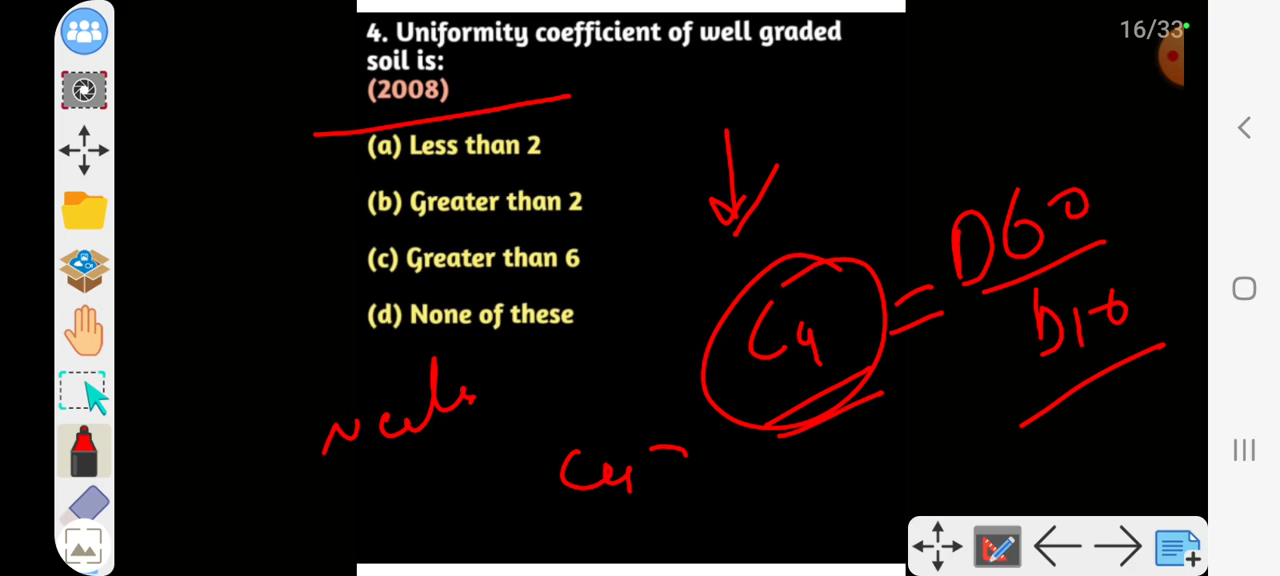 16/33
4. Uniformity coefficient of well graded
soil is:
(2008)
(a) Less than 2
(b) Greater than 2
(c) Greater than 6
(d) None of these
Cu = D60
D10
Cu